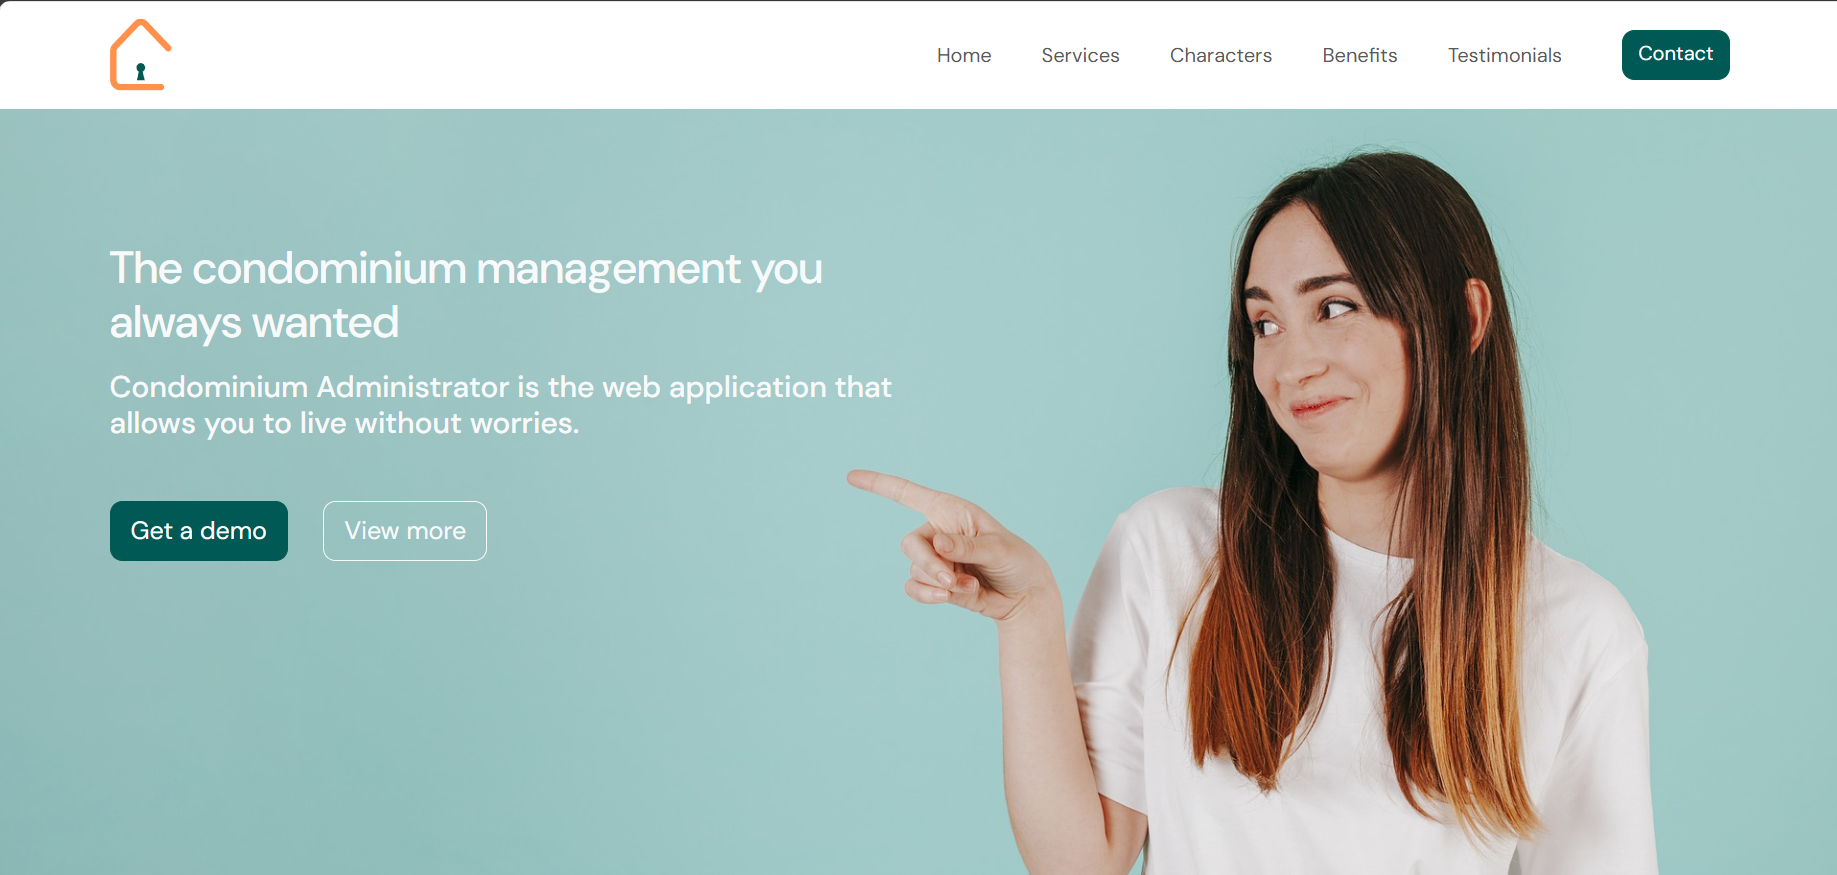 Home
Services
Characters
Benefits
Testimonials
Contact
The condominium management you
always wanted
Condominium Administrator is the web application that
allows you to live without worries.
Get a demo
View more